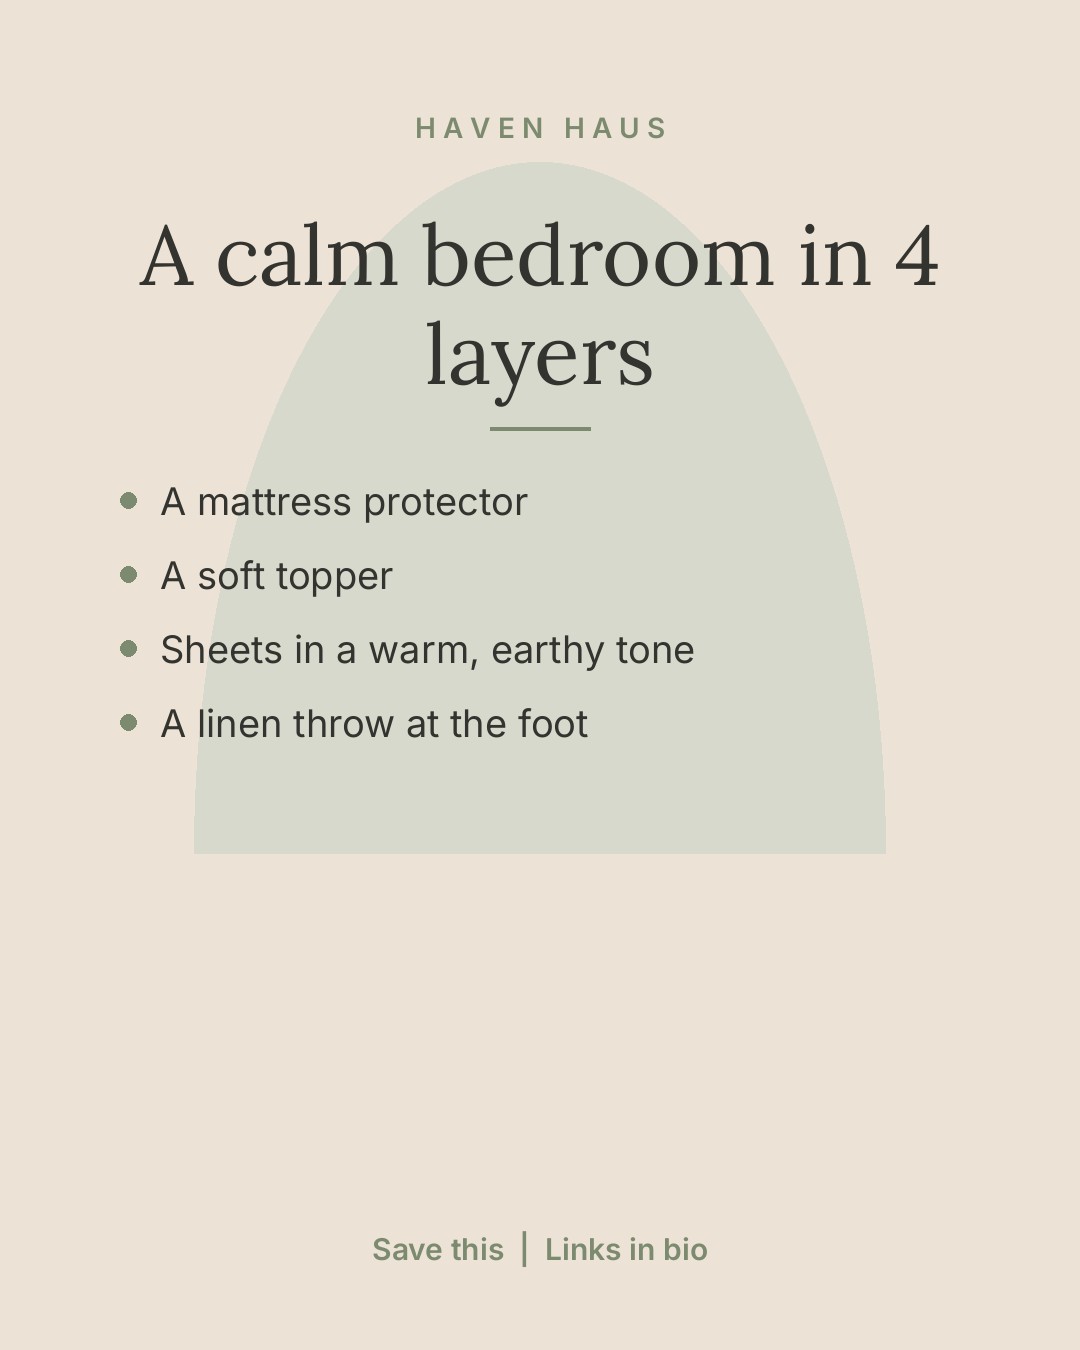 HAVEN HAUS
A calm bedroom in 4
layers
A mattress protector
A soft topper
Sheets in a warm, earthy tone
A linen throw at the foot
Save this | Links in bio